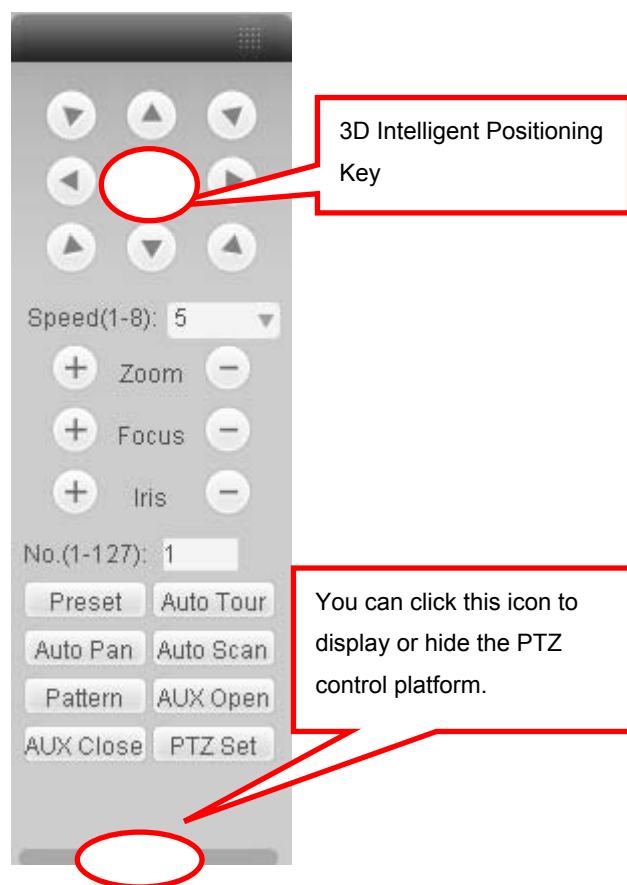 3D Intelligent Positioning
Key
Speed(1-8): 5
Zoom
Focus
Iris
No.(1-127): 1
Preset Auto Tour
Auto Pan Auto Scan
Pattern AUX Open
AUX Close PTZ Set
You can click this icon to
display or hide the PTZ
control platform.